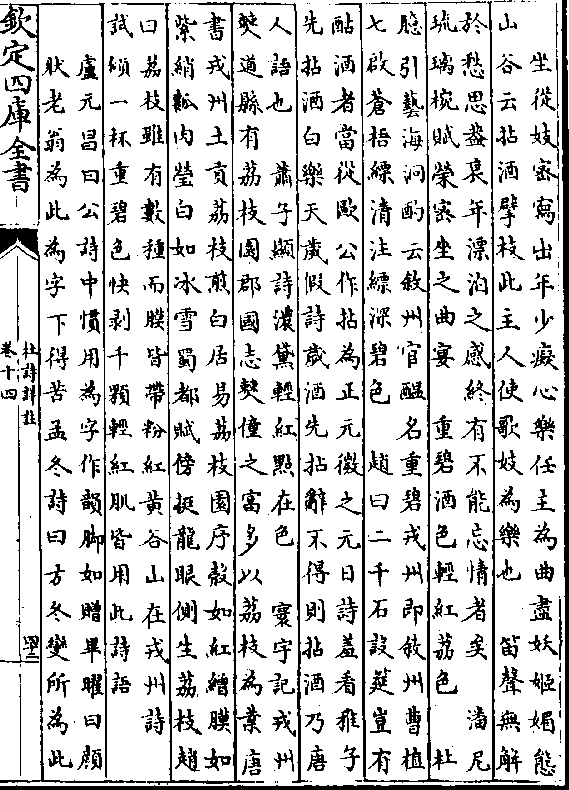 坐從妓密寫出年少癡心樂任主為曲盡妖姬媚態
山谷云拈酒擘枝此主人使歌妓為樂也　笛聲無解
於愁思盎哀年漂泊之感終有不能忘情者矣　潘尼
琉璃椀賦榮密坐之曲宴　重碧酒色輕紅荔色　杜
臆引藝海泂酌云敘州官醖名重碧戎州即敘州曹植
七啟蒼梧縹清注縹深碧色　趙曰二千石設筵豈有
酤酒者當從歐公作拈為正元微之元日詩羞看稚子
先拈酒白樂天歲假詩歲酒先拈辭不得則拈酒乃唐
人語也　蕭子顯詩濃黛輕紅點在色　寰宇記戎州
僰道縣有荔枝園郡國志僰僮之富多以荔枝為業唐
書戎州土貢荔枝煎白居易荔枝園序殼如紅繒膜如
紫綃瓤肉瑩白如冰雪蜀都賦傍挺龍眼側生荔枝趙
曰荔枝雖有數種而膜皆帶粉紅黃谷山在戎州詩
試傾一杯重碧色快剥千顆輕紅肌皆用此詩語
盧元昌曰公詩中慣用為字作韻脚如贈畢曜曰顔
狀老翁為此為字下得苦孟冬詩曰方冬變所為此
欽定四庫全書
杜詩詳註
卷十四
四二